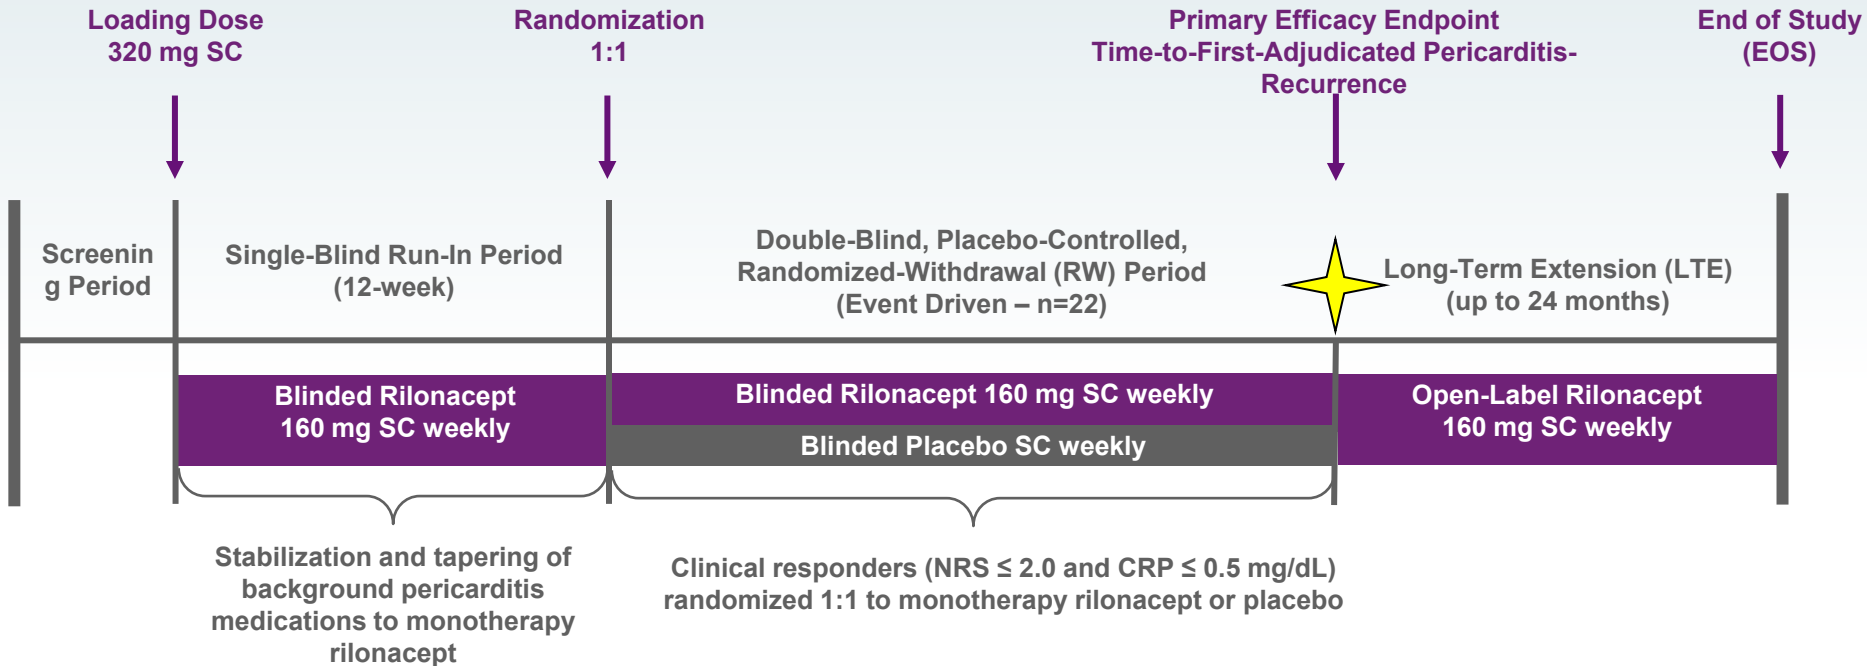 Loading Dose
320 mg SC
Randomization
1:1
Primary Efficacy Endpoint
Time-to-First-Adjudicated Pericarditis-
Recurrence
End of Study
(EOS)
Screenin
g Period
Single-Blind Run-In Period
(12-week)
Double-Blind, Placebo-Controlled,
Randomized-Withdrawal (RW) Period
(Event Driven – n=22)
Long-Term Extension (LTE)
(up to 24 months)
Blinded Rilonacept
160 mg SC weekly
Blinded Rilonacept 160 mg SC weekly
Blinded Placebo SC weekly
Open-Label Rilonacept
160 mg SC weekly
Stabilization and tapering of
background pericarditis
medications to monotherapy
rilonacept
Clinical responders (NRS ≤ 2.0 and CRP ≤ 0.5 mg/dL)
randomized 1:1 to monotherapy rilonacept or placebo